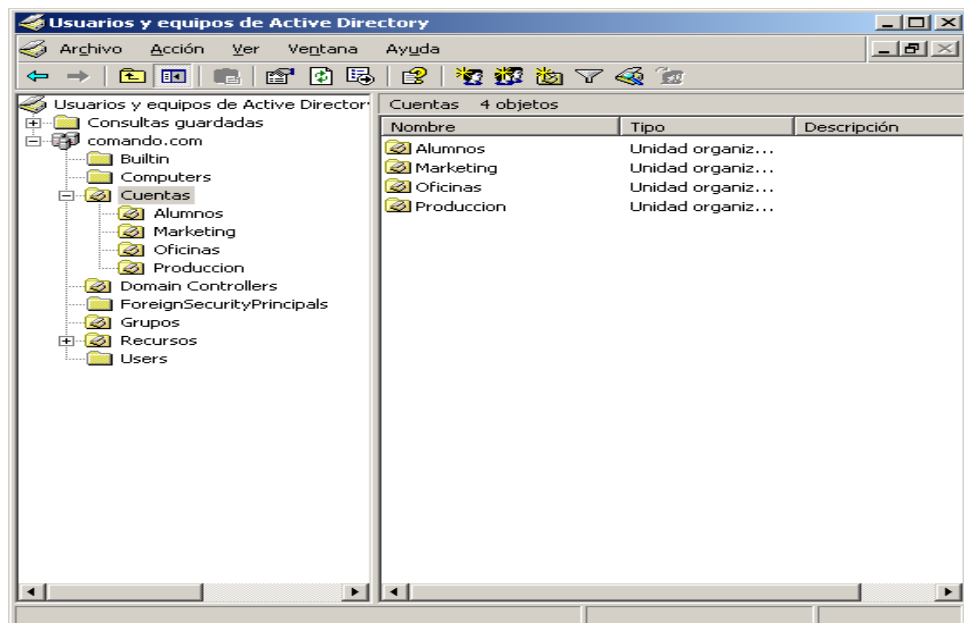 Usuarios y equipos de Active Directory
Archivo Acción Ver Ventana Ayuda
Usuarios y equipos de Active Director
Consultas guardadas
comando.com
Builtin
Computers
Cuentas
Alumnos
Marketing
Oficinas
Produccion
Domain Controllers
ForeignSecurityPrincipals
Grupos
Recursos
Users
Cuentas 4 objetos
Nombre Tipo Descripción
Alumnos Unidad organiz...
Marketing Unidad organiz...
Oficinas Unidad organiz...
Produccion Unidad organiz...